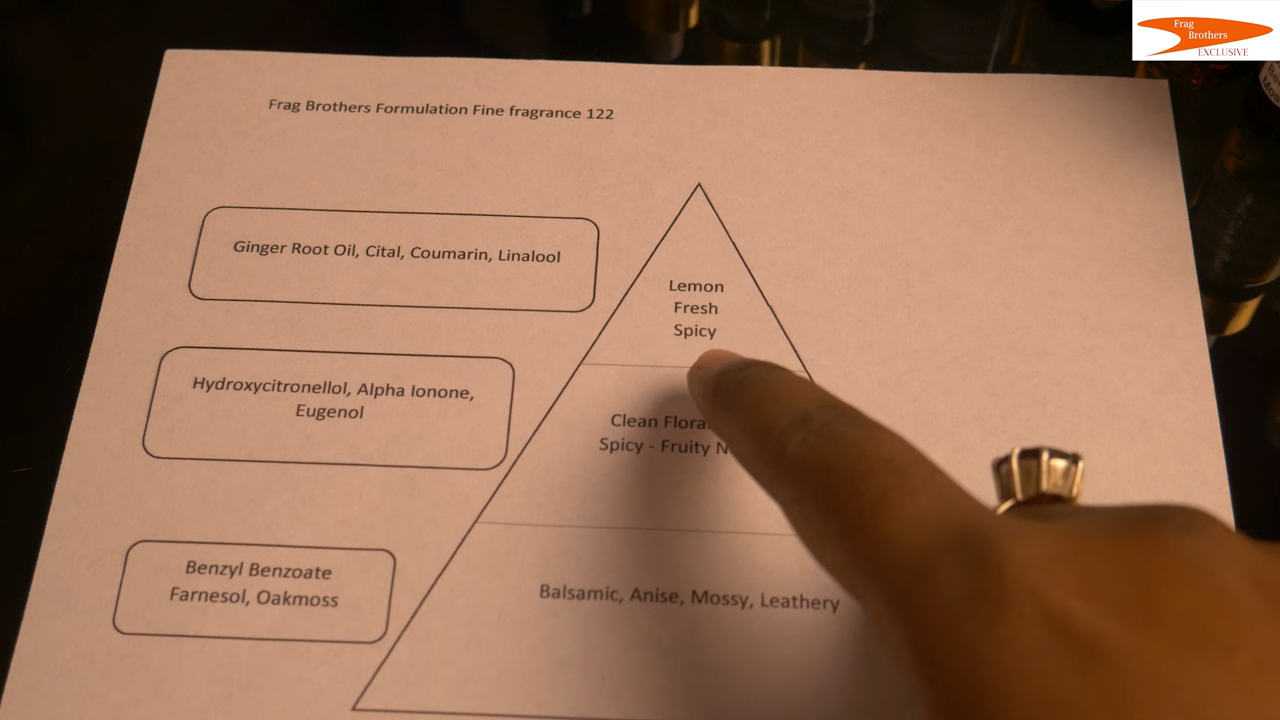 Frag
Brothers
EXCLUSIVE
Frag Brothers Formulation Fine fragrance 122
Ginger Root Oil, Cital, Coumarin, Linalool
Lemon
Fresh
Spicy
Hydroxycitronellol, Alpha Ionone,
Eugenol
Clean
Spicy - Fruity
Benzyl Benzoate
Farnesol, Oakmoss
Balsamic, Anise, Mossy, Leathery